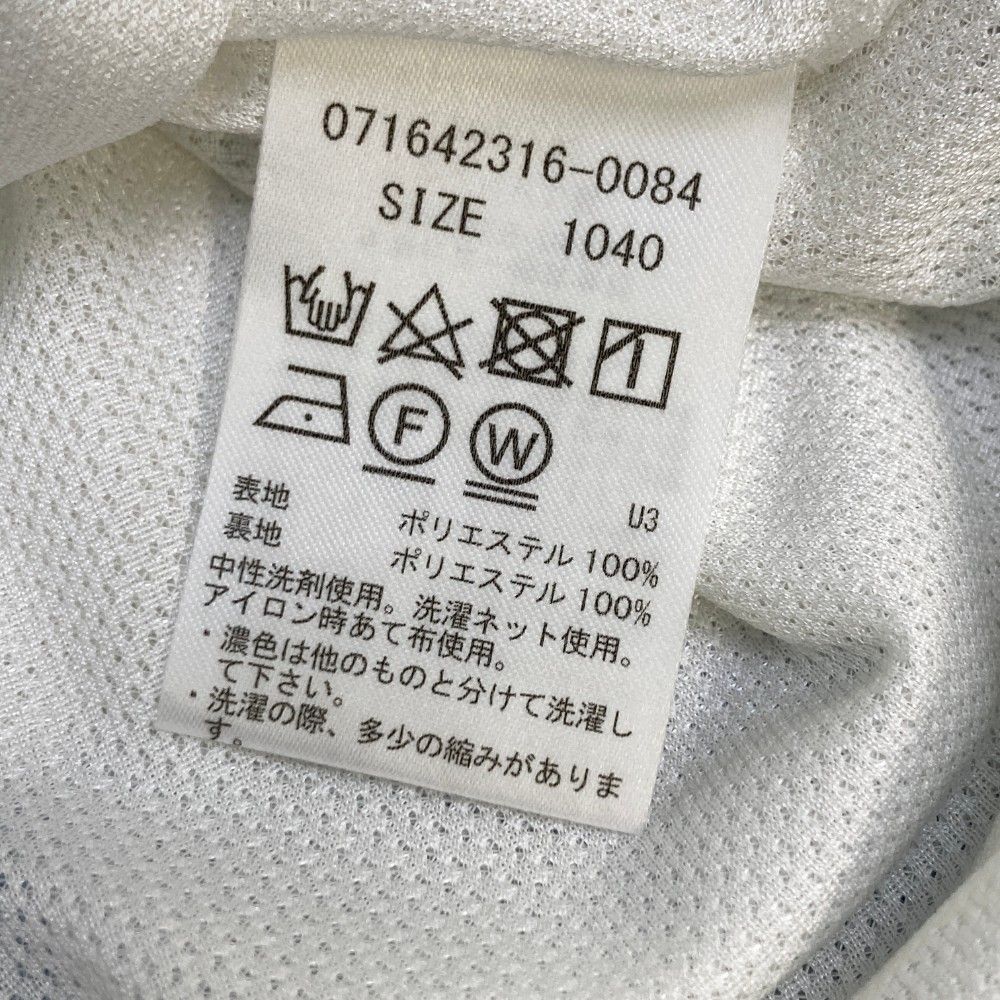 071642316-0084
SIZE 1040
F W
U3
表地 ポリエステル 100%
裏地 ポリエステル 100%
中性洗剤使用。洗濯ネット使用。
アイロン時あて布使用。
・濃色は他のものと分けて洗濯し
て下さい。
・洗濯の際、多少の縮みがありま
す。